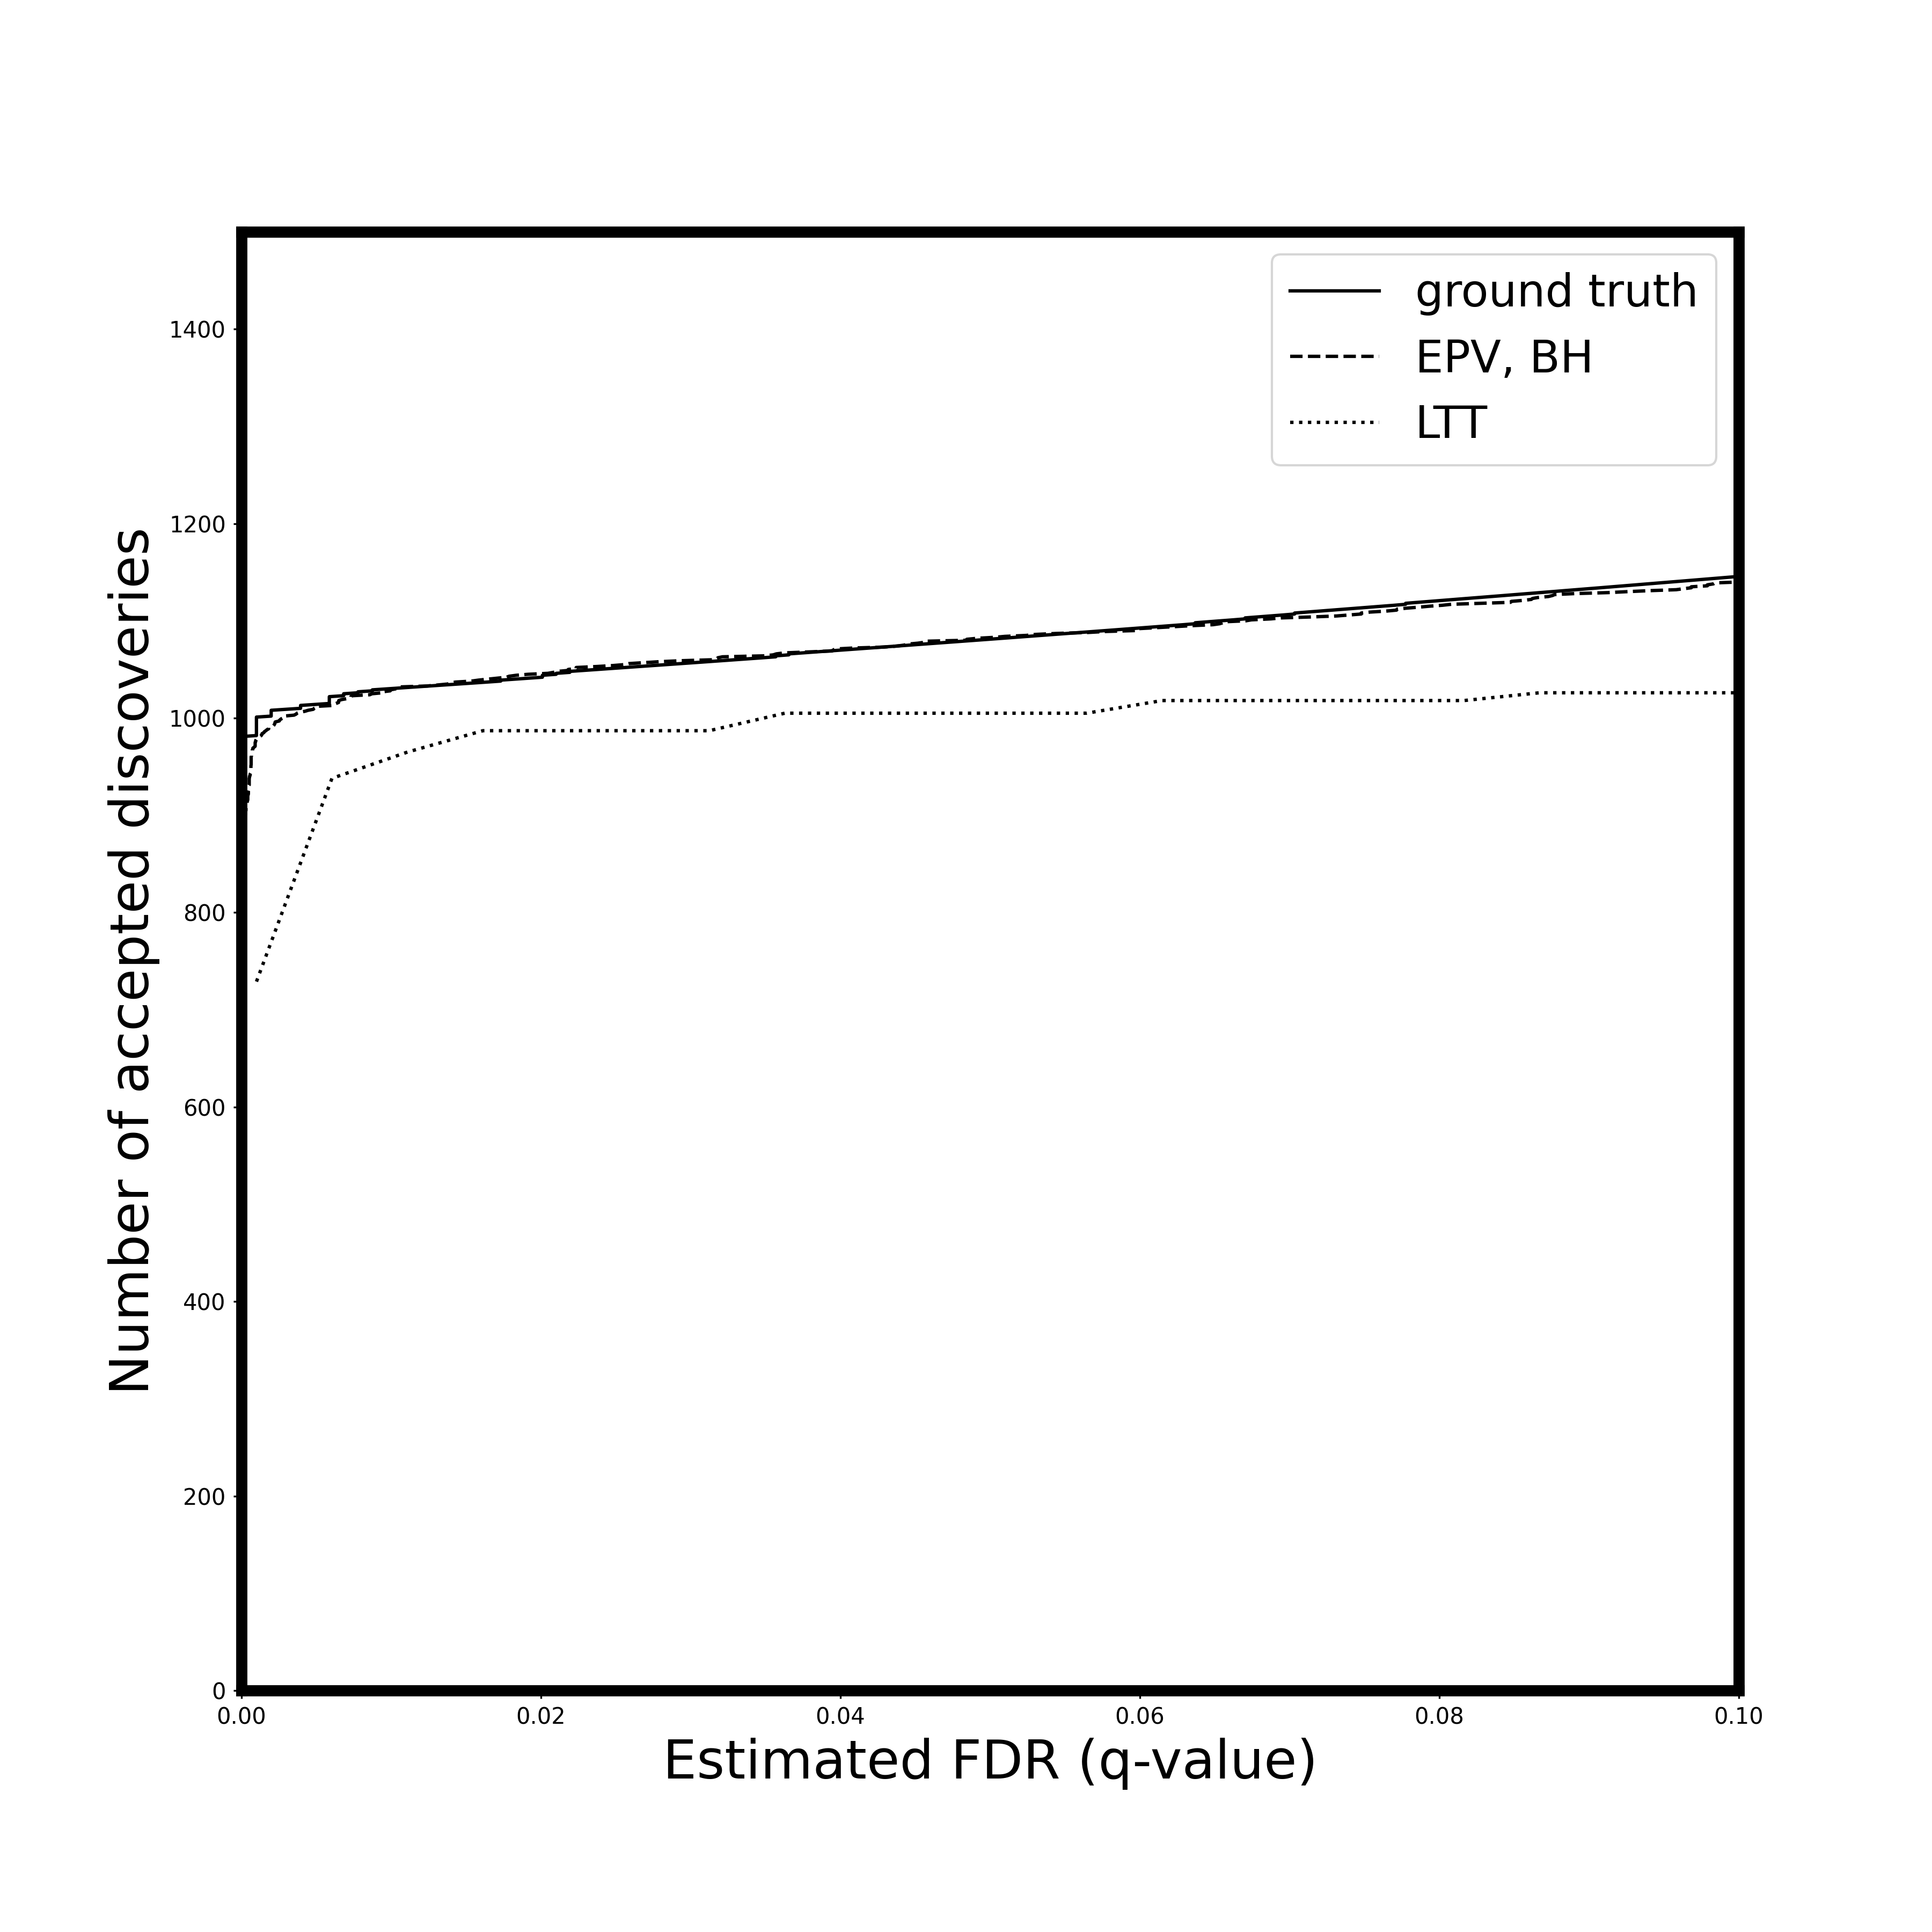 ground truth
EPV, BH
LTT
Number of accepted discoveries
1400
1200
1000
800
600
400
200
0
0.00 0.02 0.04 0.06 0.08 0.10
Estimated FDR (q-value)